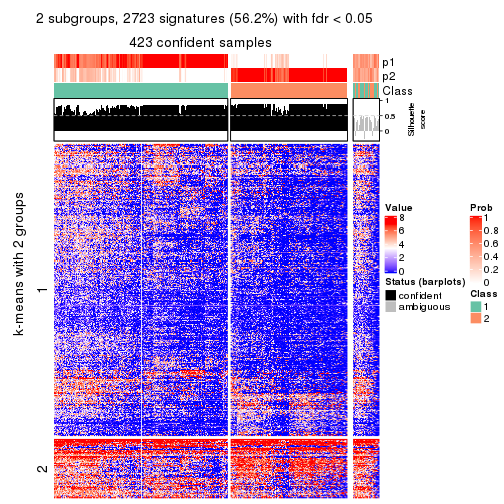 2 subgroups, 2723 signatures (56.2%) with fdr < 0.05
423 confident samples
p1
p2
Class
1
0.5
0
Silhouette
score
k-means with 2 groups
1
2
Value
8
6
4
2
0
Status (barplots)
confident
ambiguous
Prob
1
0.8
0.6
0.4
0.2
0
Class
1
2